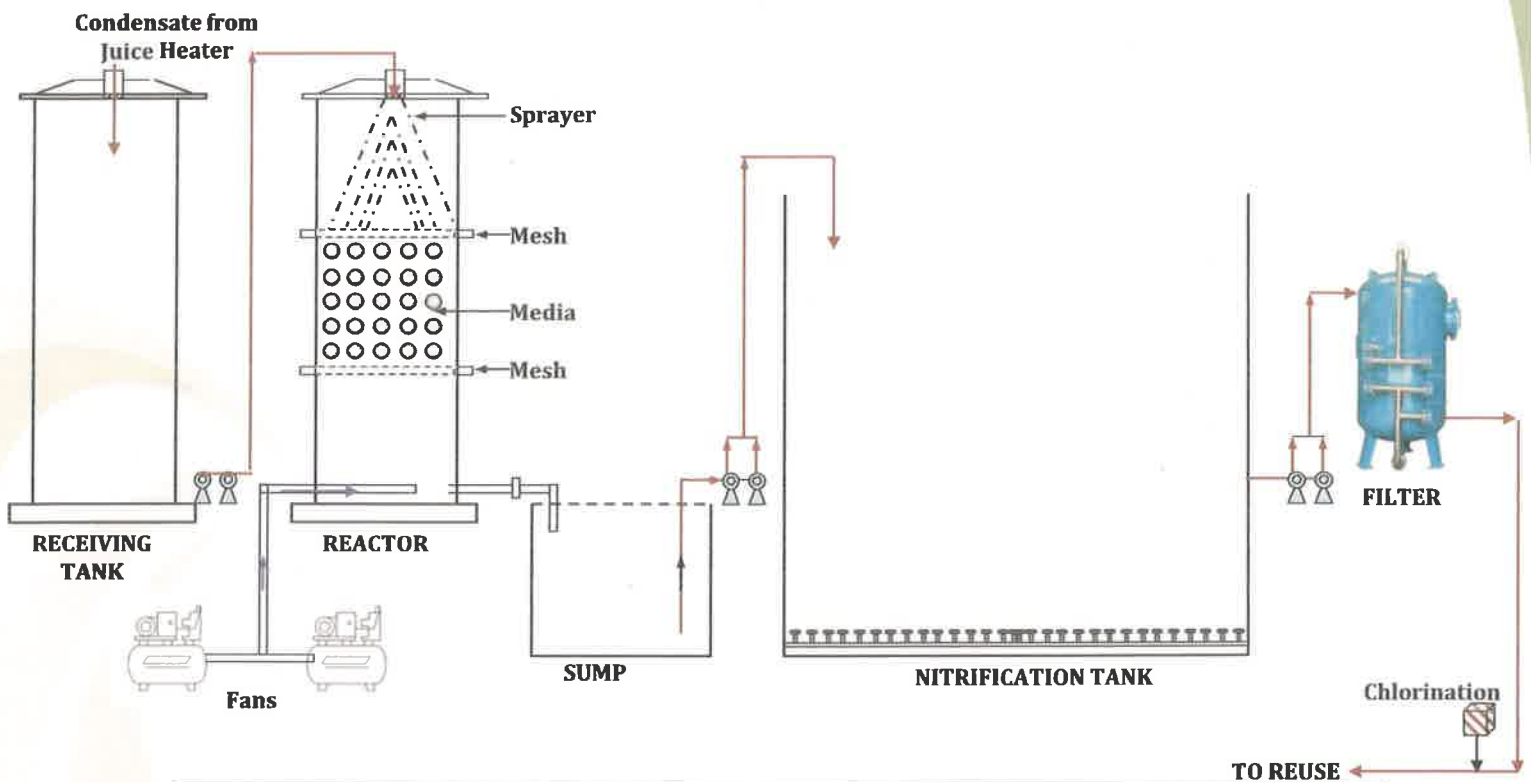 Condensate from
Juice Heater
Sprayer
Mesh
Media
Mesh
RECEIVING
TANK
REACTOR
Fans
SUMP
NITRIFICATION TANK
FILTER
Chlorination
TO REUSE